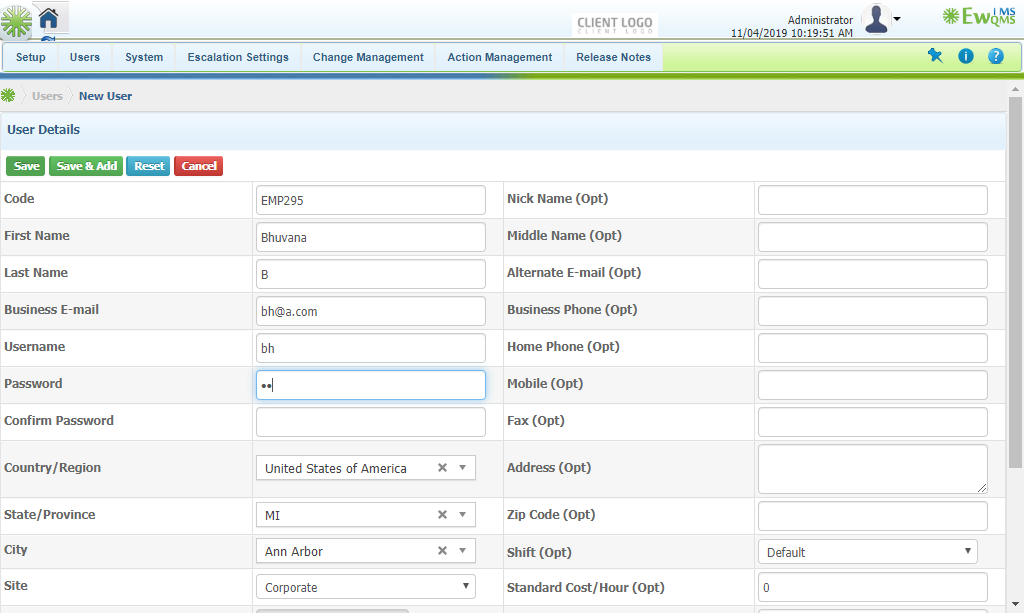 CLIENT LOGO
CLIENT LOGO
Administrator
11/04/2019 10:19:51 AM
EwQMS IMS
Setup Users System Escalation Settings Change Management Action Management Release Notes
Users New User
User Details
Save Save & Add Reset Cancel
Code EMP295 Nick Name (Opt)
First Name Bhuvana Middle Name (Opt)
Last Name B Alternate E-mail (Opt)
Business E-mail bh@a.com Business Phone (Opt)
Username bh Home Phone (Opt)
Password •• Mobile (Opt)
Confirm Password Fax (Opt)
Country/Region United States of America Address (Opt)
State/Province MI Zip Code (Opt)
City Ann Arbor Shift (Opt) Default
Site Corporate Standard Cost/Hour (Opt) 0